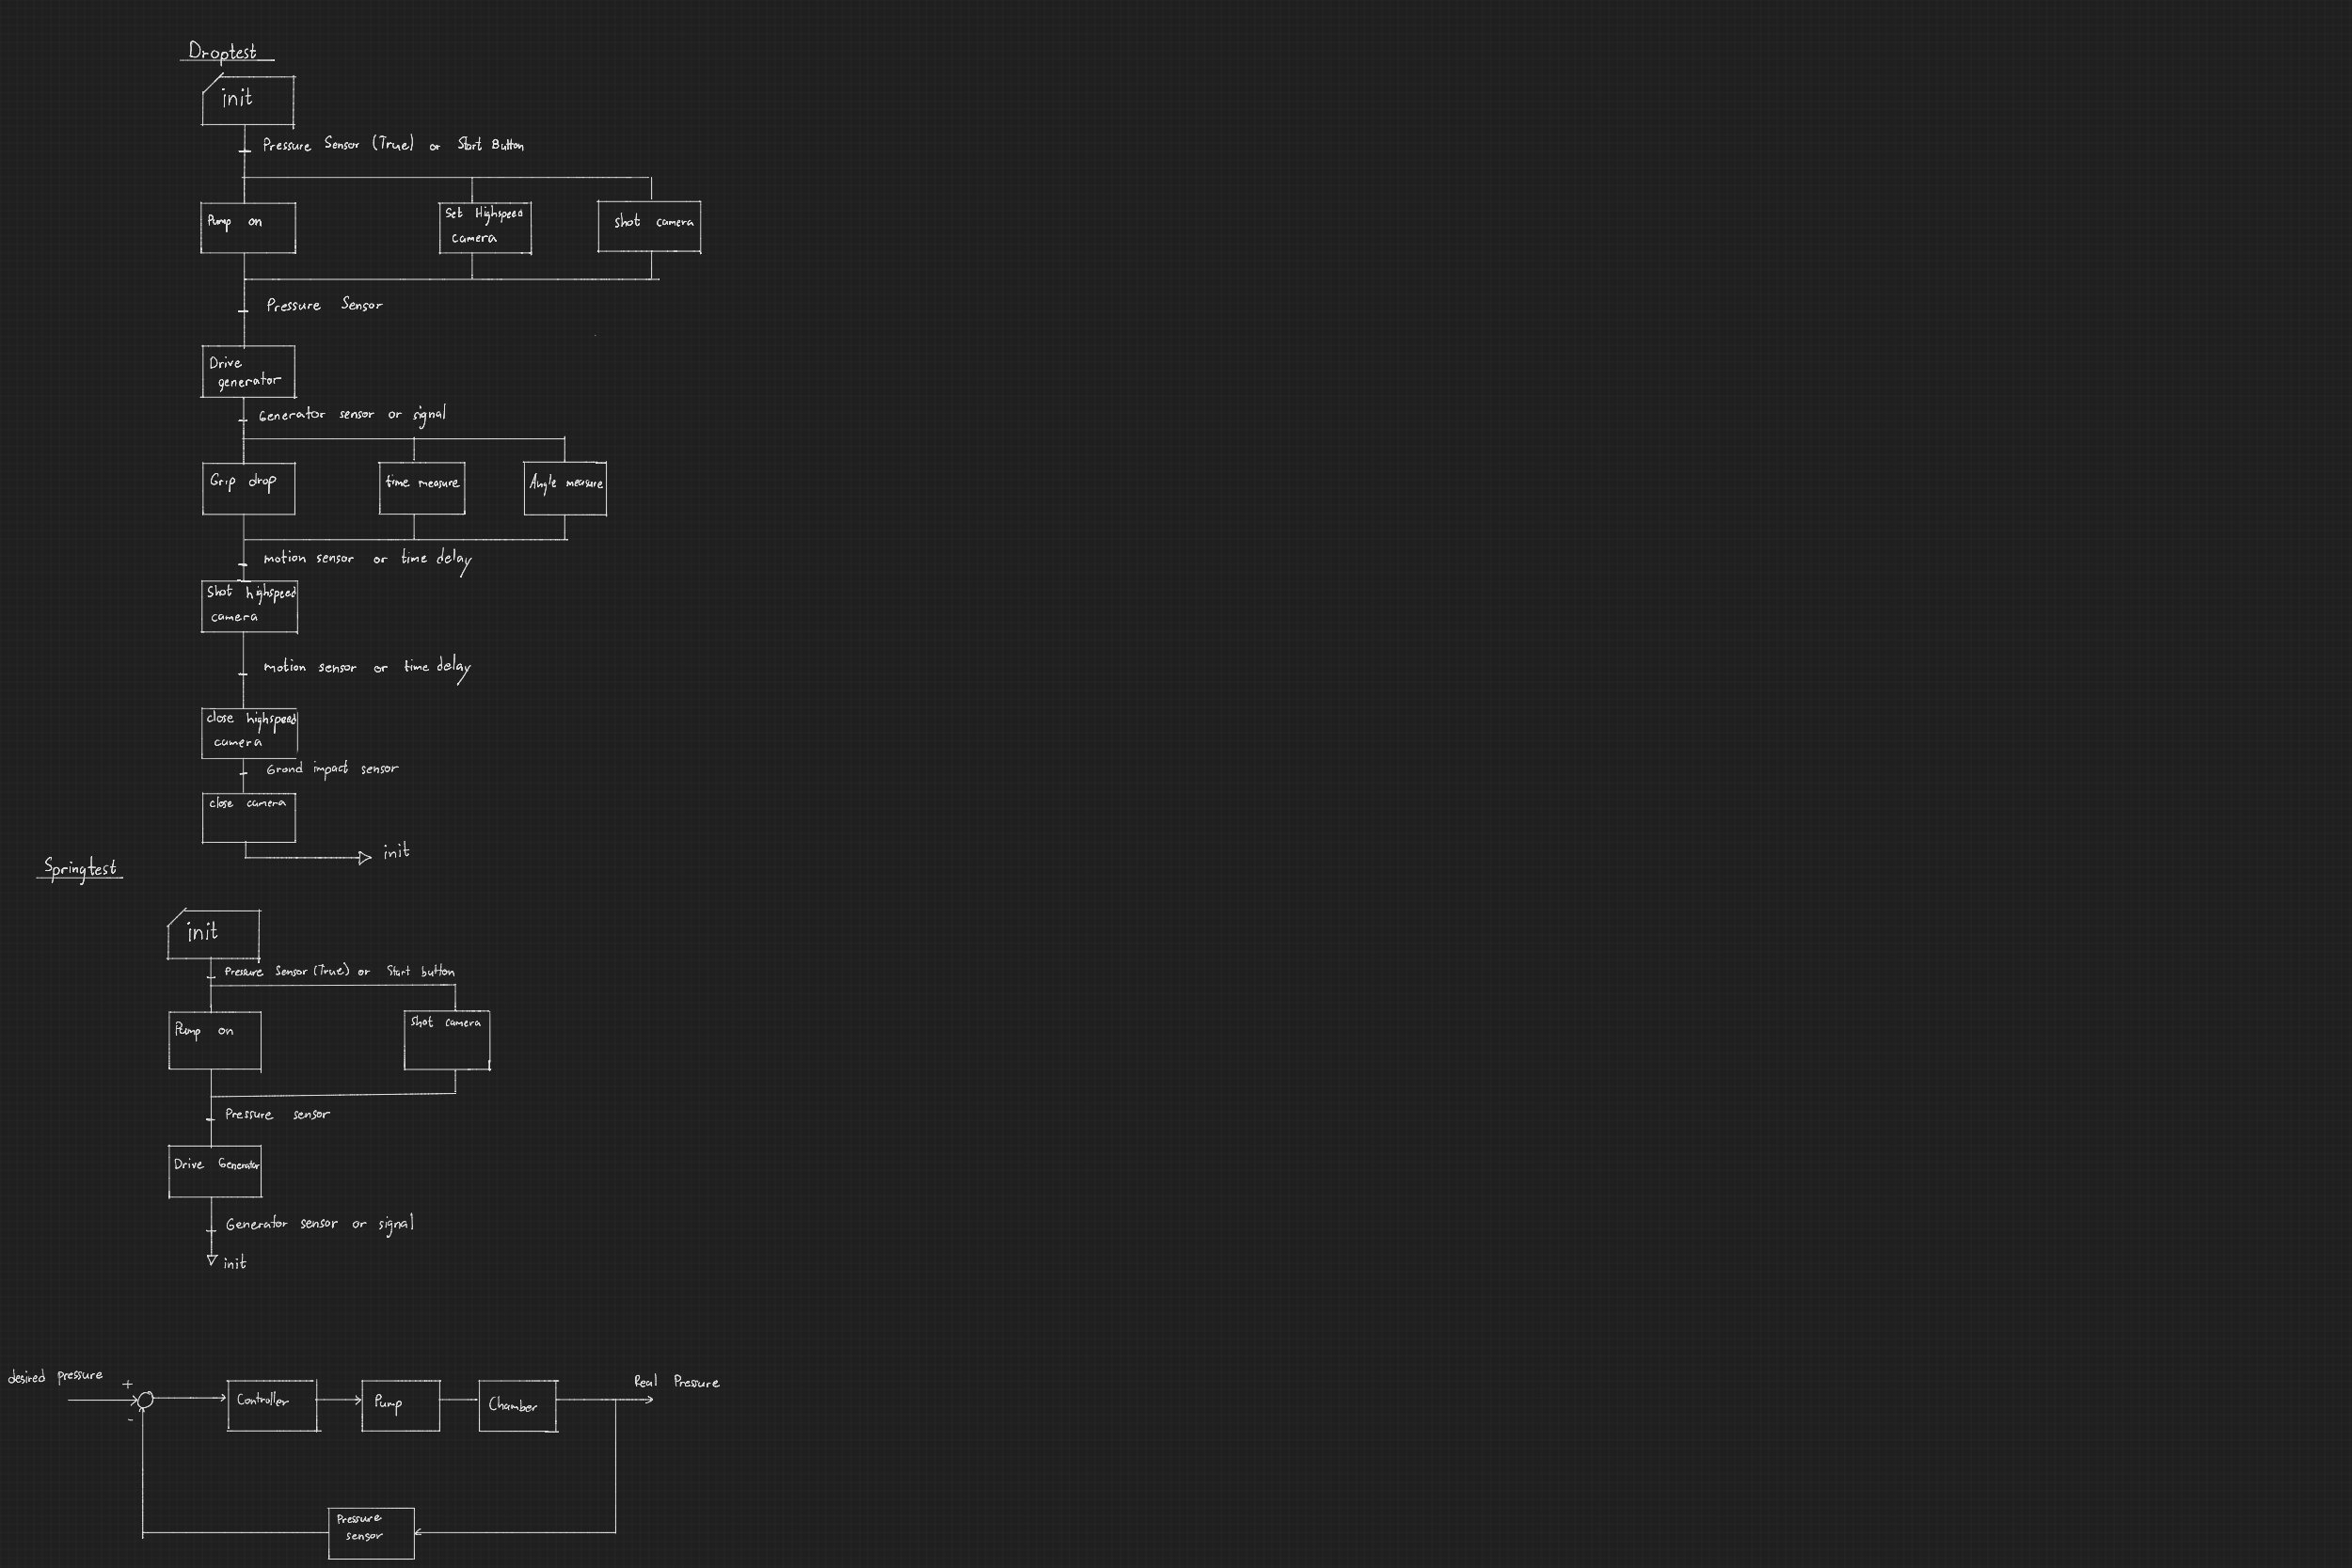 Droptest
init
Pressure Sensor (True) or Start Button
Pump on
Set Highspeed
camera
shot camera
Pressure Sensor
Drive
generator
Generator sensor or signal
Grip drop
time measure
Angle measure
motion sensor or time delay
Shot highspeed
camera
motion sensor or time delay
close highspeed
camera
Grond impact sensor
close camera
init
Springtest
init
Pressure Sensor (True) or Start button
Pump on
Shot camera
Pressure sensor
Drive Generator
Generator sensor or signal
init
desired pressure
+
-
Controller
Pump
Chamber
Real Pressure
Pressure
sensor